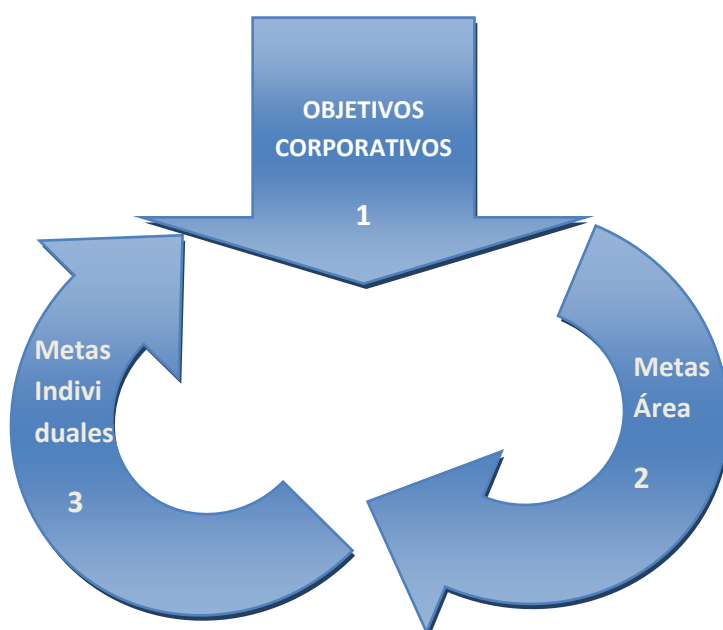 OBJETIVOS
CORPORATIVOS
1
Metas
Área
2
Metas
Indivi
duales
3